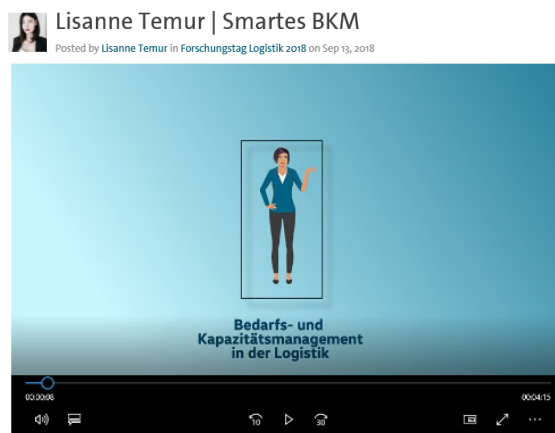 Lisanne Temur | Smartes BKM
Posted by Lisanne Temur in Forschungstag Logistik 2018 on Sep 13, 2018
Bedarfs- und
Kapazitätsmanagement
in der Logistik
00:00:08
00:04:15
10
30